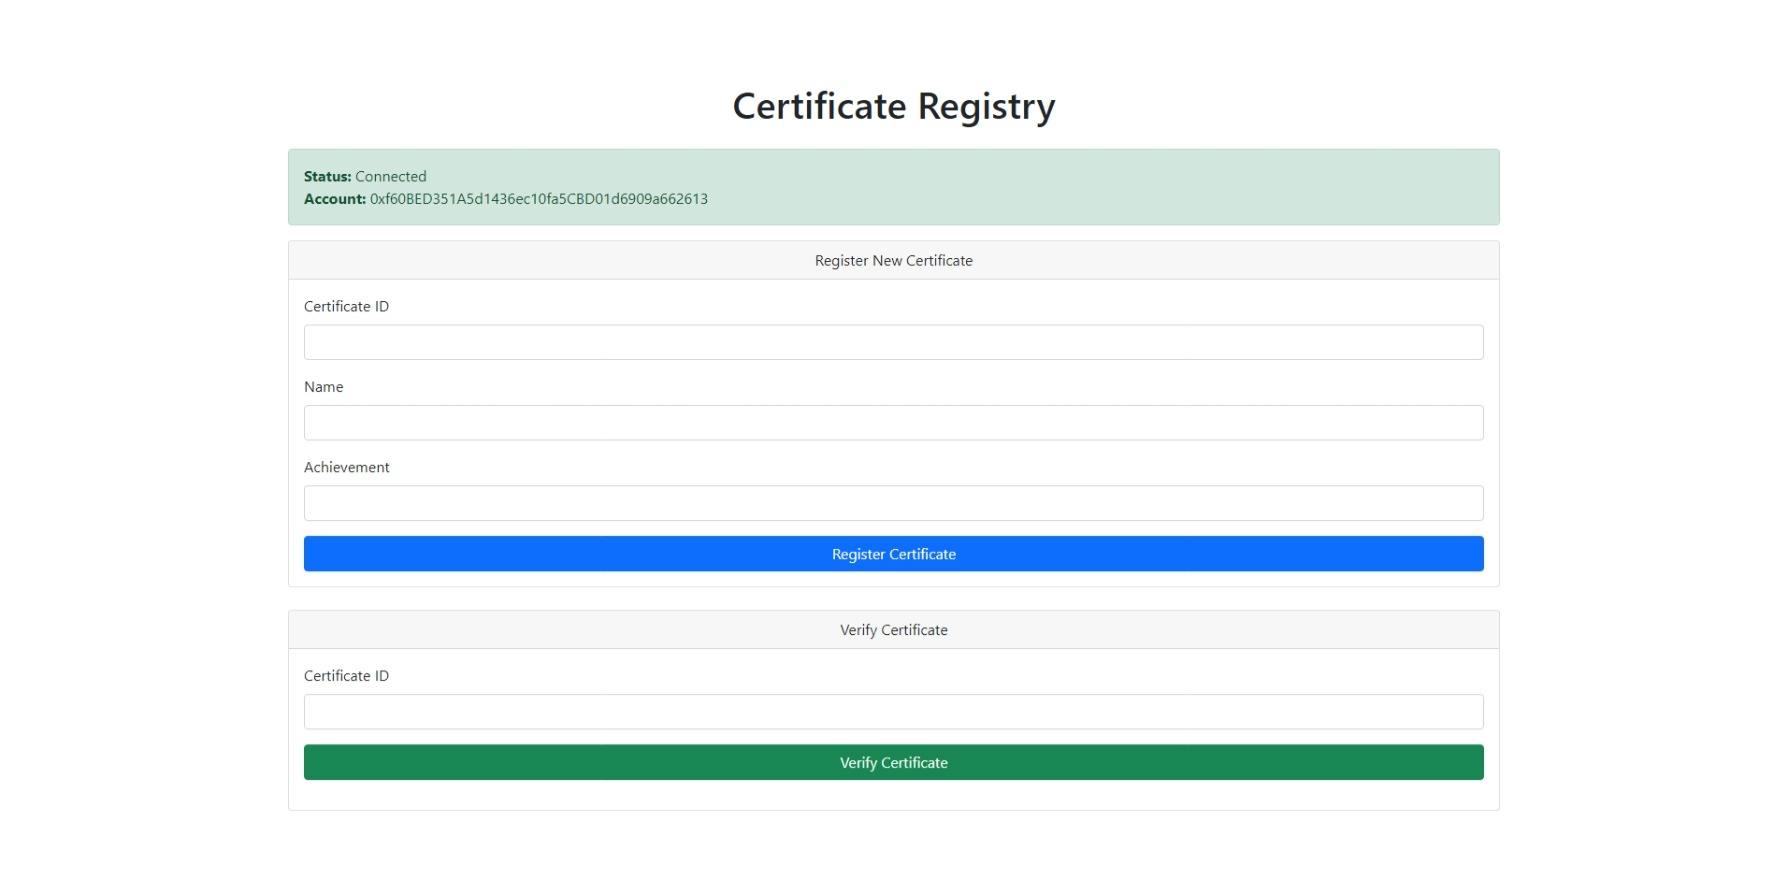 Certificate Registry
Status: Connected
Account: 0xf60BED351A5d1436ec10fa5CBD01d6909a662613
Register New Certificate
Certificate ID
Name
Achievement
Register Certificate
Verify Certificate
Certificate ID
Verify Certificate